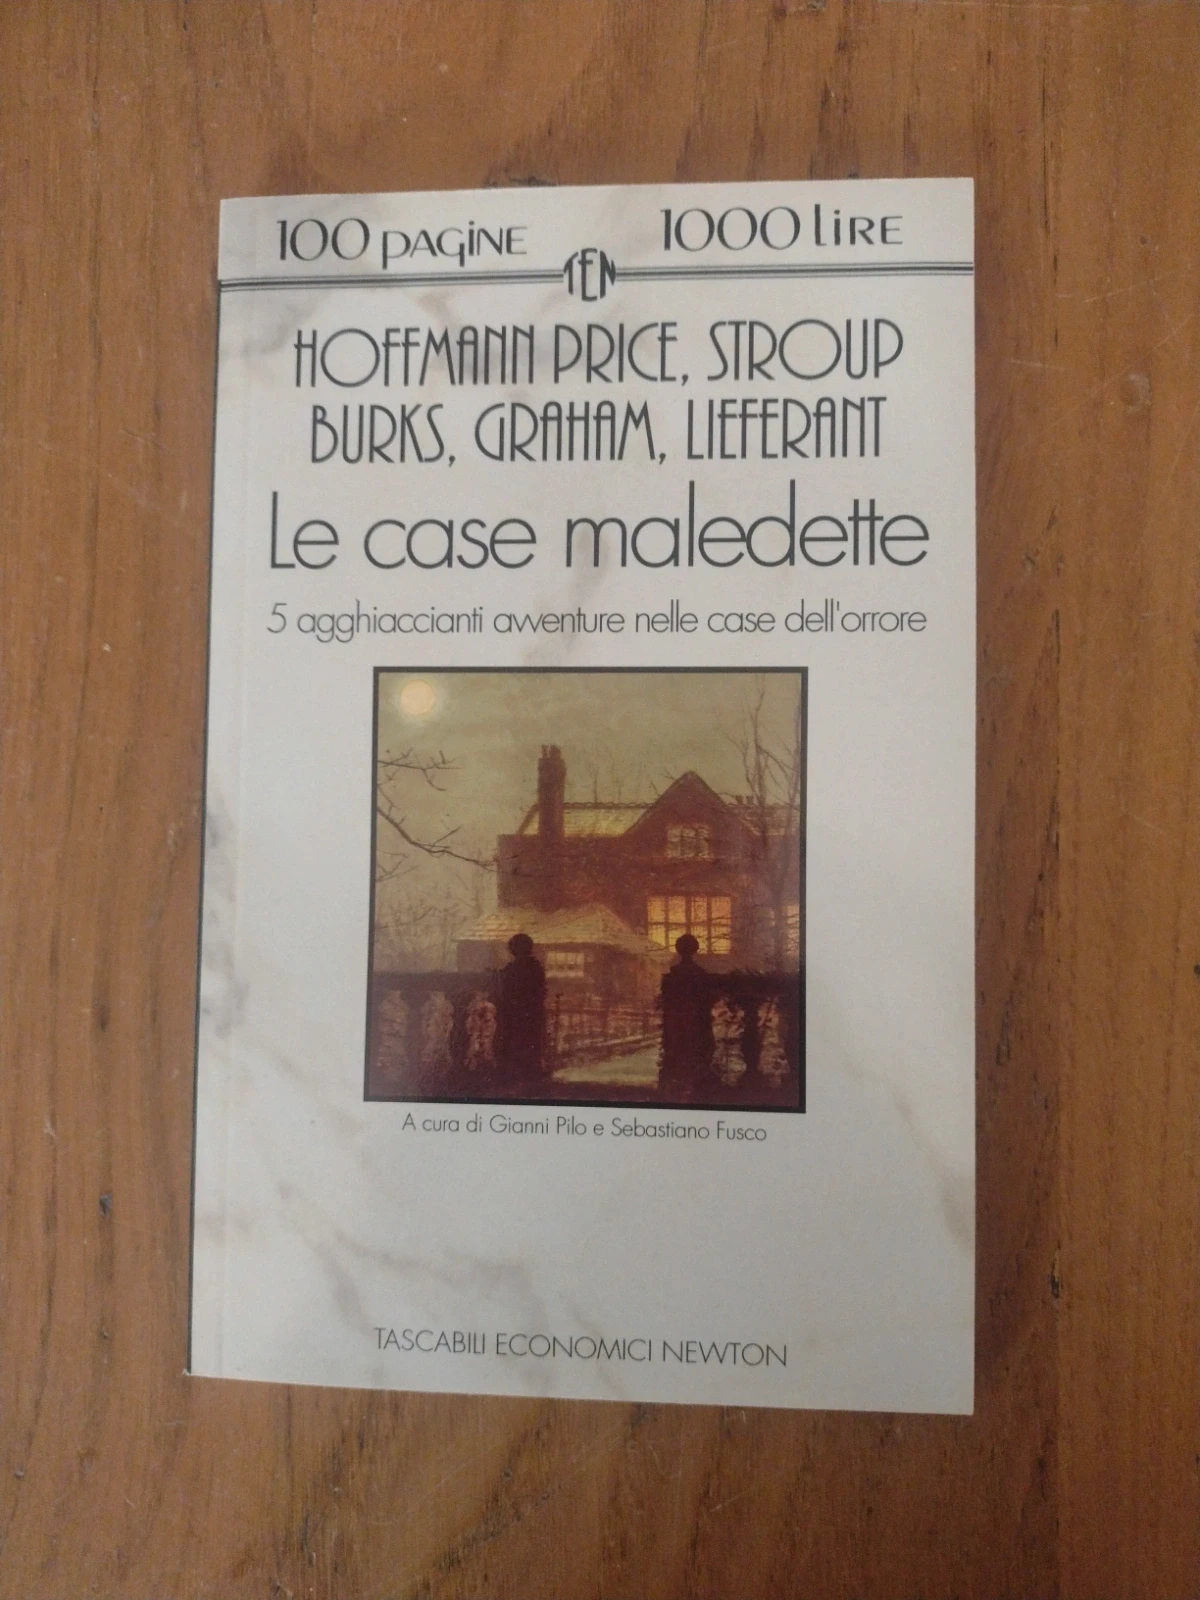 100 pagine 1000 lire
TEN
HOFFMANN PRICE, STROUP
BURKS, GRAHAM, LIEFERANT
Le case maledette
5 agghiaccianti avventure nelle case dell'orrore
A cura di Gianni Pilo e Sebastiano Fusco
TASCABILI ECONOMICI NEWTON